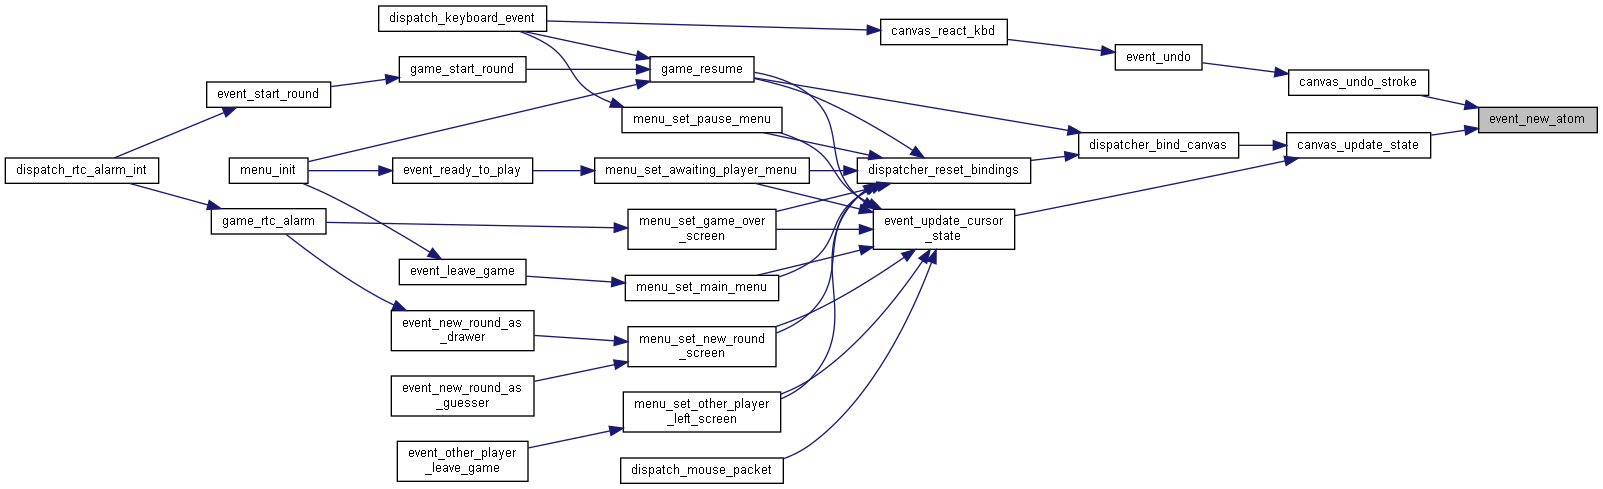 dispatch_keyboard_event
canvas_react_kbd
event_undo
game_start_round
game_resume
canvas_undo_stroke
event_start_round
menu_set_pause_menu
event_new_atom
dispatcher_bind_canvas
canvas_update_state
dispatch_rtc_alarm_int
menu_init
event_ready_to_play
menu_set_awaiting_player_menu
dispatcher_reset_bindings
game_rtc_alarm
menu_set_game_over
_screen
event_update_cursor
_state
event_leave_game
menu_set_main_menu
event_new_round_as
_drawer
menu_set_new_round
_screen
event_new_round_as
_guesser
menu_set_other_player
_left_screen
event_other_player
_leave_game
dispatch_mouse_packet